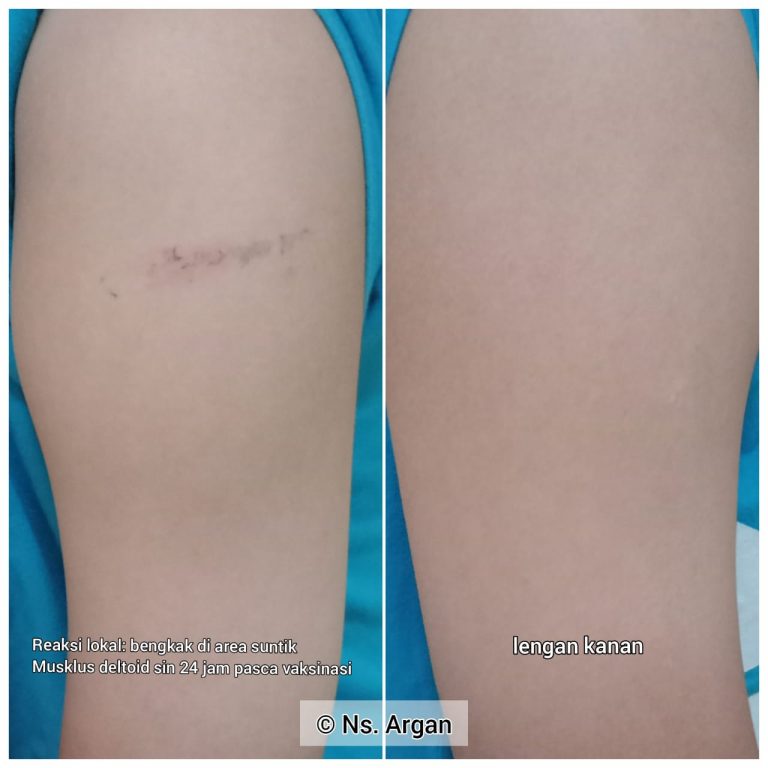 Reaksi lokal: bengkak di area suntik
Musklus deltoid sin 24 jam pasca vaksinasi
lengan kanan
© Ns. Argan